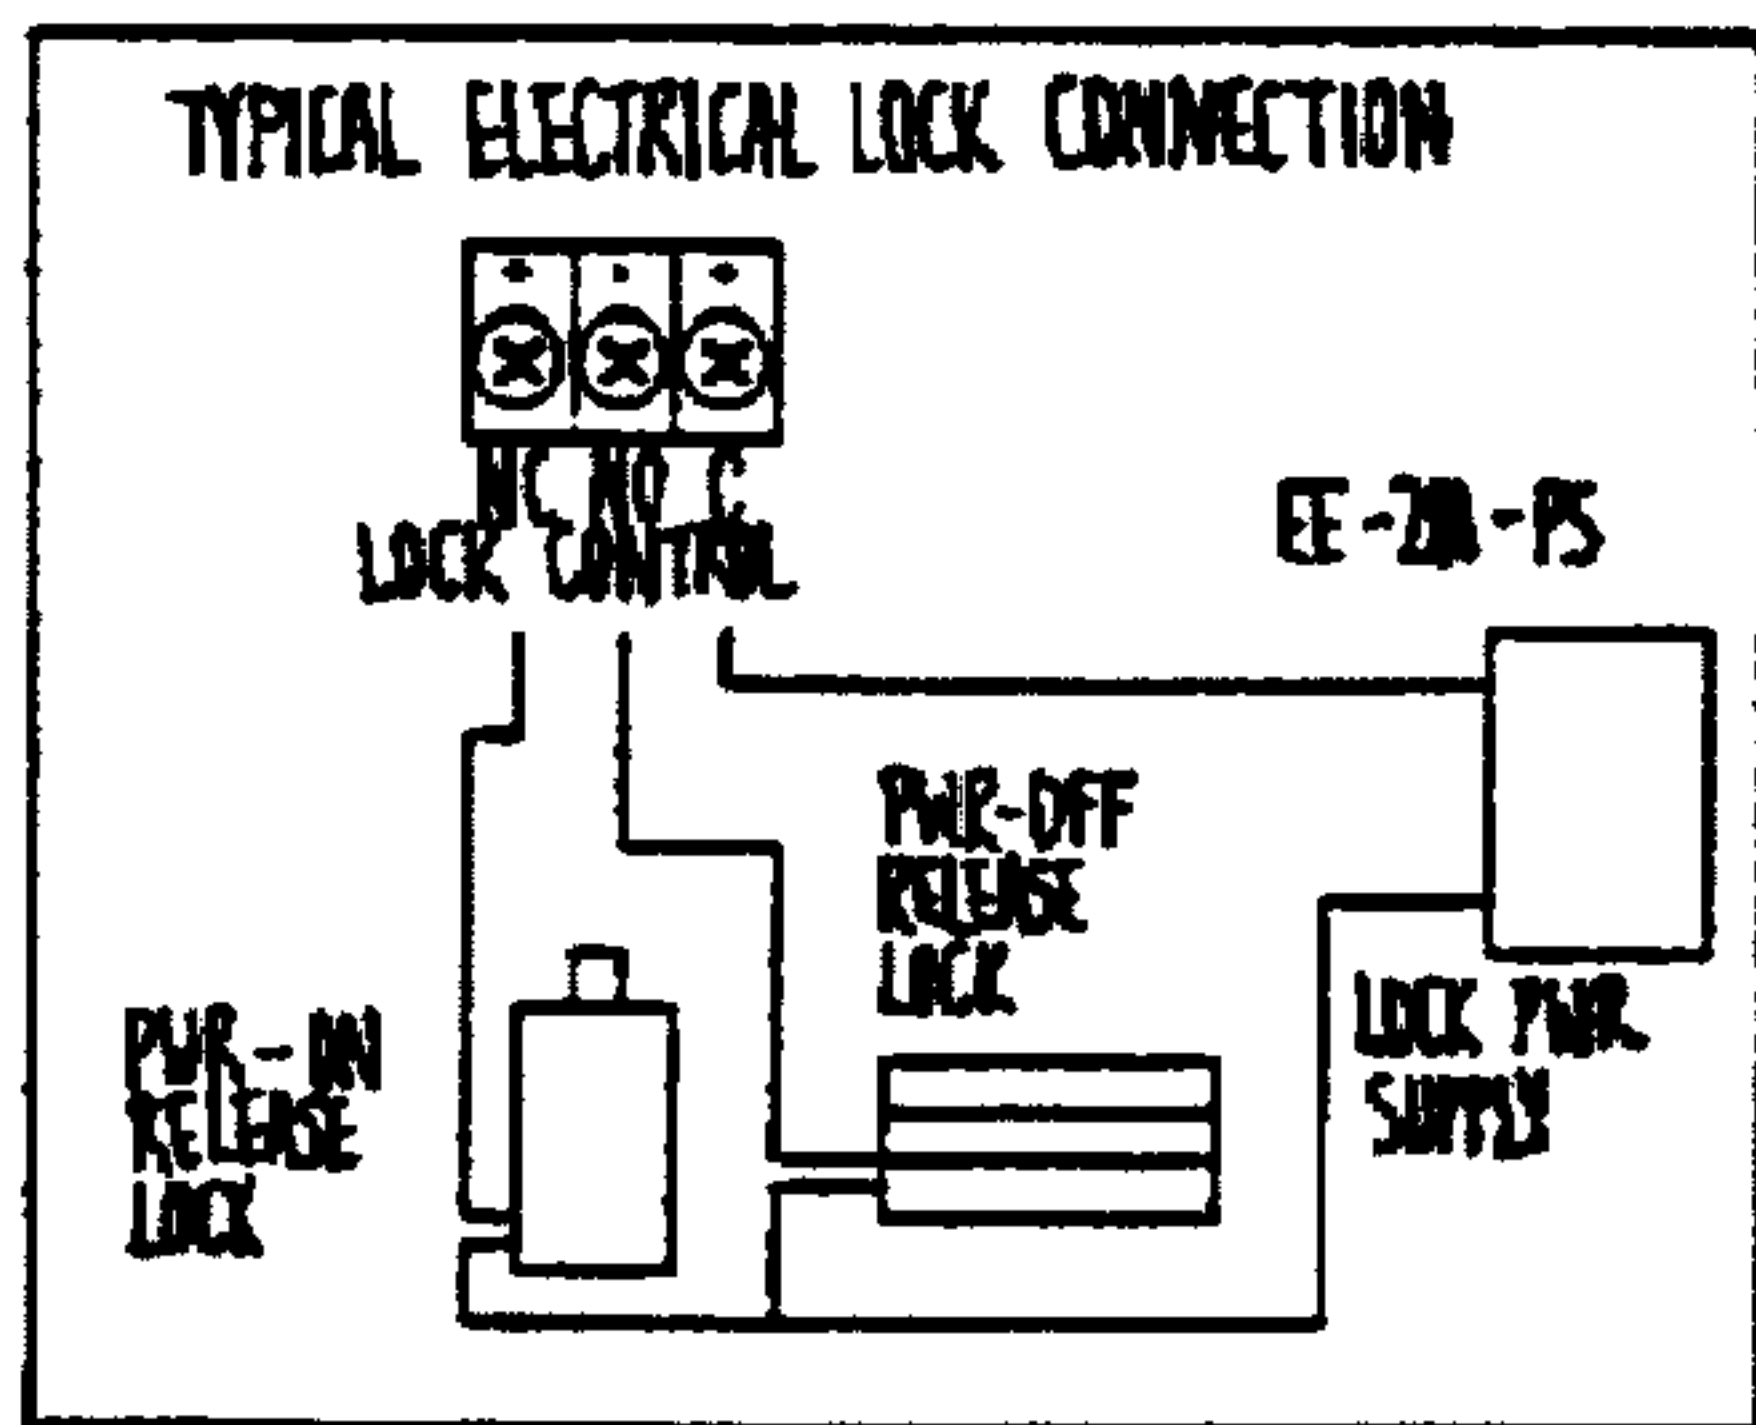 TYPICAL ELECTRICAL LOCK CONNECTION
NC NO C
LOCK CONTROL
PWR-OFF
RELEASE
LOCK
PWR-ON
RELEASE
LOCK
LOCK PWR
SUPPLY